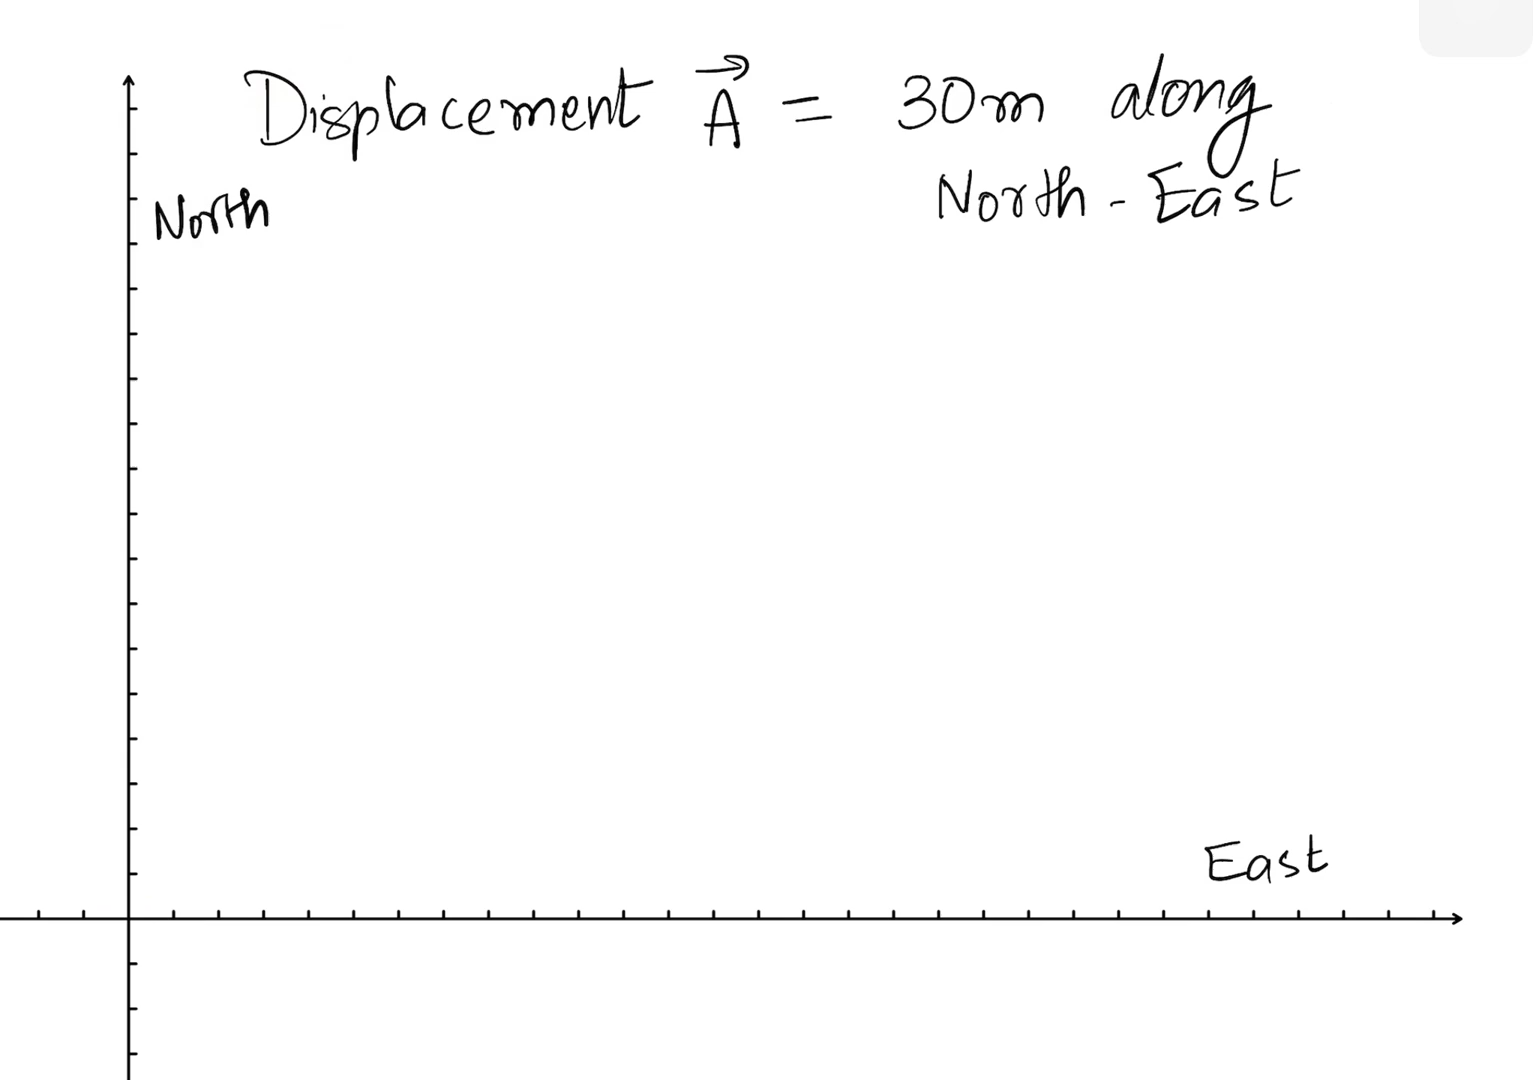 Displacement A⃗ = 30m along
North - East
North
East